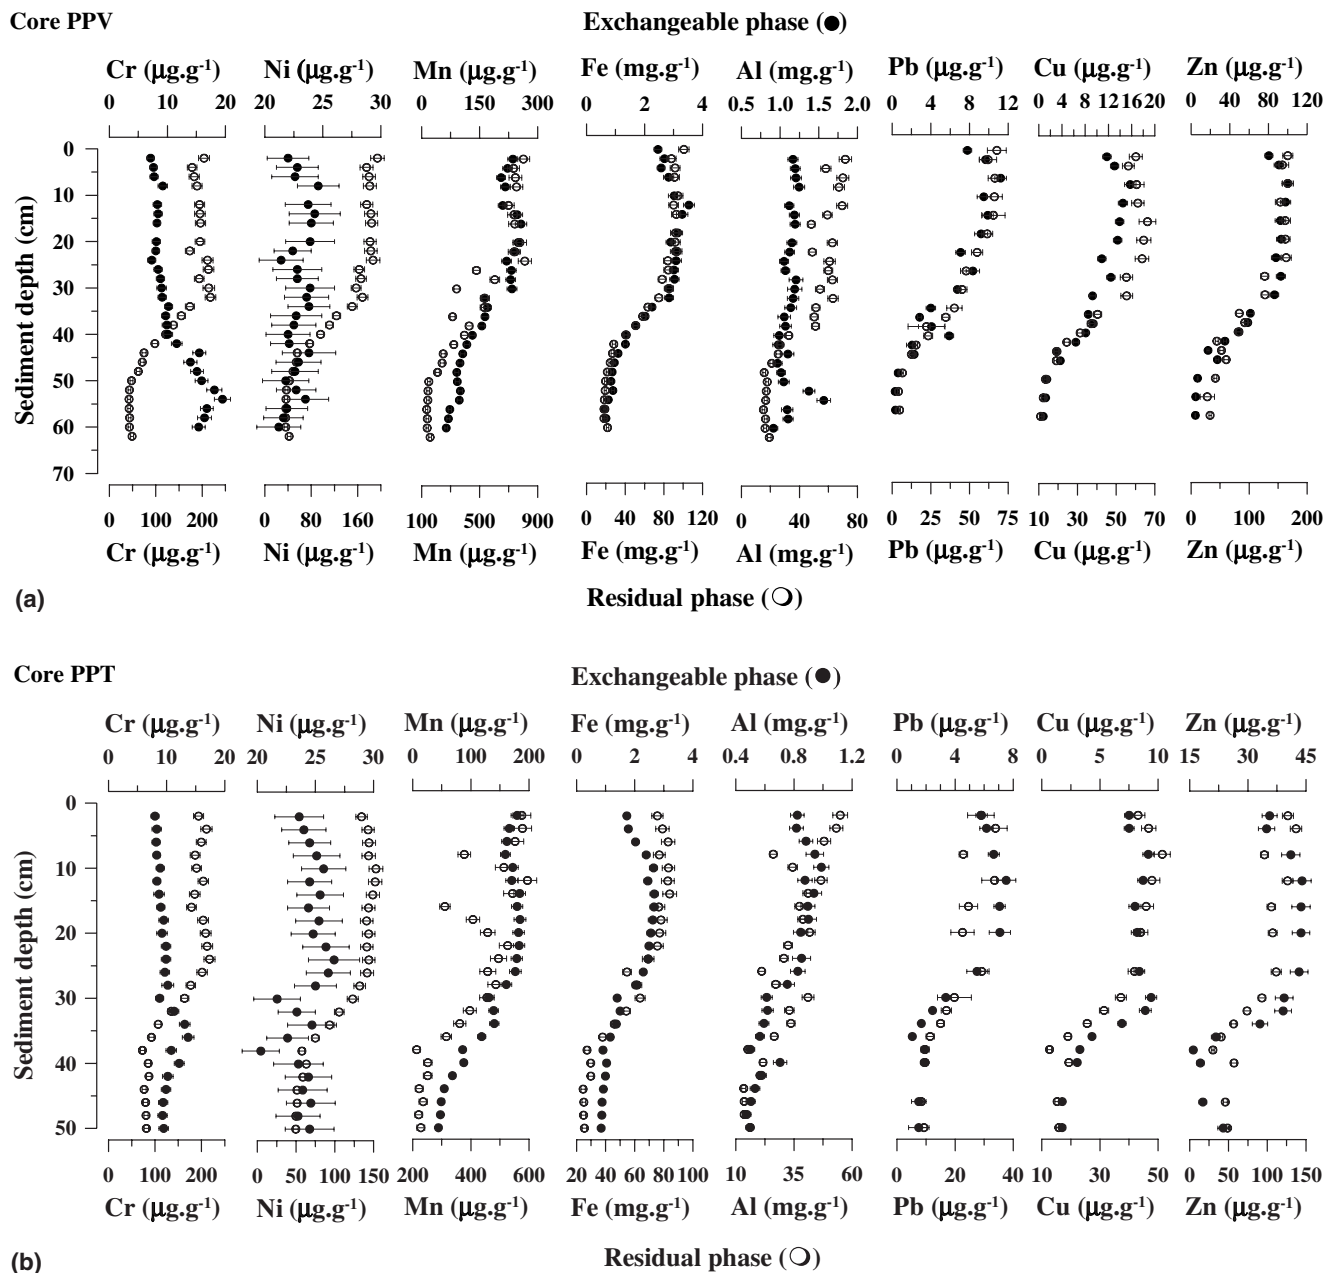 Core PPV Exchangeable phase (●)
Cr (µg.g-1) Ni (µg.g-1) Mn (µg.g-1) Fe (mg.g-1) Al (mg.g-1) Pb (µg.g-1) Cu (µg.g-1) Zn (µg.g-1)
0 10 20 20 25 30 0 150 300 0 2 4 0.5 1.0 1.5 2.0 0 4 8 12 0 4 8 12 16 20 0 40 80 120
Sediment depth (cm)
0
10
20
30
40
50
60
70
0 100 200 0 80 160 100 500 900 0 40 80 120 0 40 80 0 25 50 75 10 30 50 70 0 100 200
Cr (µg.g-1) Ni (µg.g-1) Mn (µg.g-1) Fe (mg.g-1) Al (mg.g-1) Pb (µg.g-1) Cu (µg.g-1) Zn (µg.g-1)
(a) Residual phase (❍)
Core PPT Exchangeable phase (●)
Cr (µg.g-1) Ni (µg.g-1) Mn (µg.g-1) Fe (mg.g-1) Al (mg.g-1) Pb (µg.g-1) Cu (µg.g-1) Zn (µg.g-1)
0 10 20 20 25 30 0 100 200 0 2 4 0.4 0.8 1.2 0 4 8 0 5 10 15 30 45
Sediment depth (cm)
0
10
20
30
40
50
0 100 200 0 50 100 150 200 400 600 20 40 60 80 100 10 35 60 0 20 40 10 30 50 0 50 100 150
Cr (µg.g-1) Ni (µg.g-1) Mn (µg.g-1) Fe (mg.g-1) Al (mg.g-1) Pb (µg.g-1) Cu (µg.g-1) Zn (µg.g-1)
(b) Residual phase (❍)